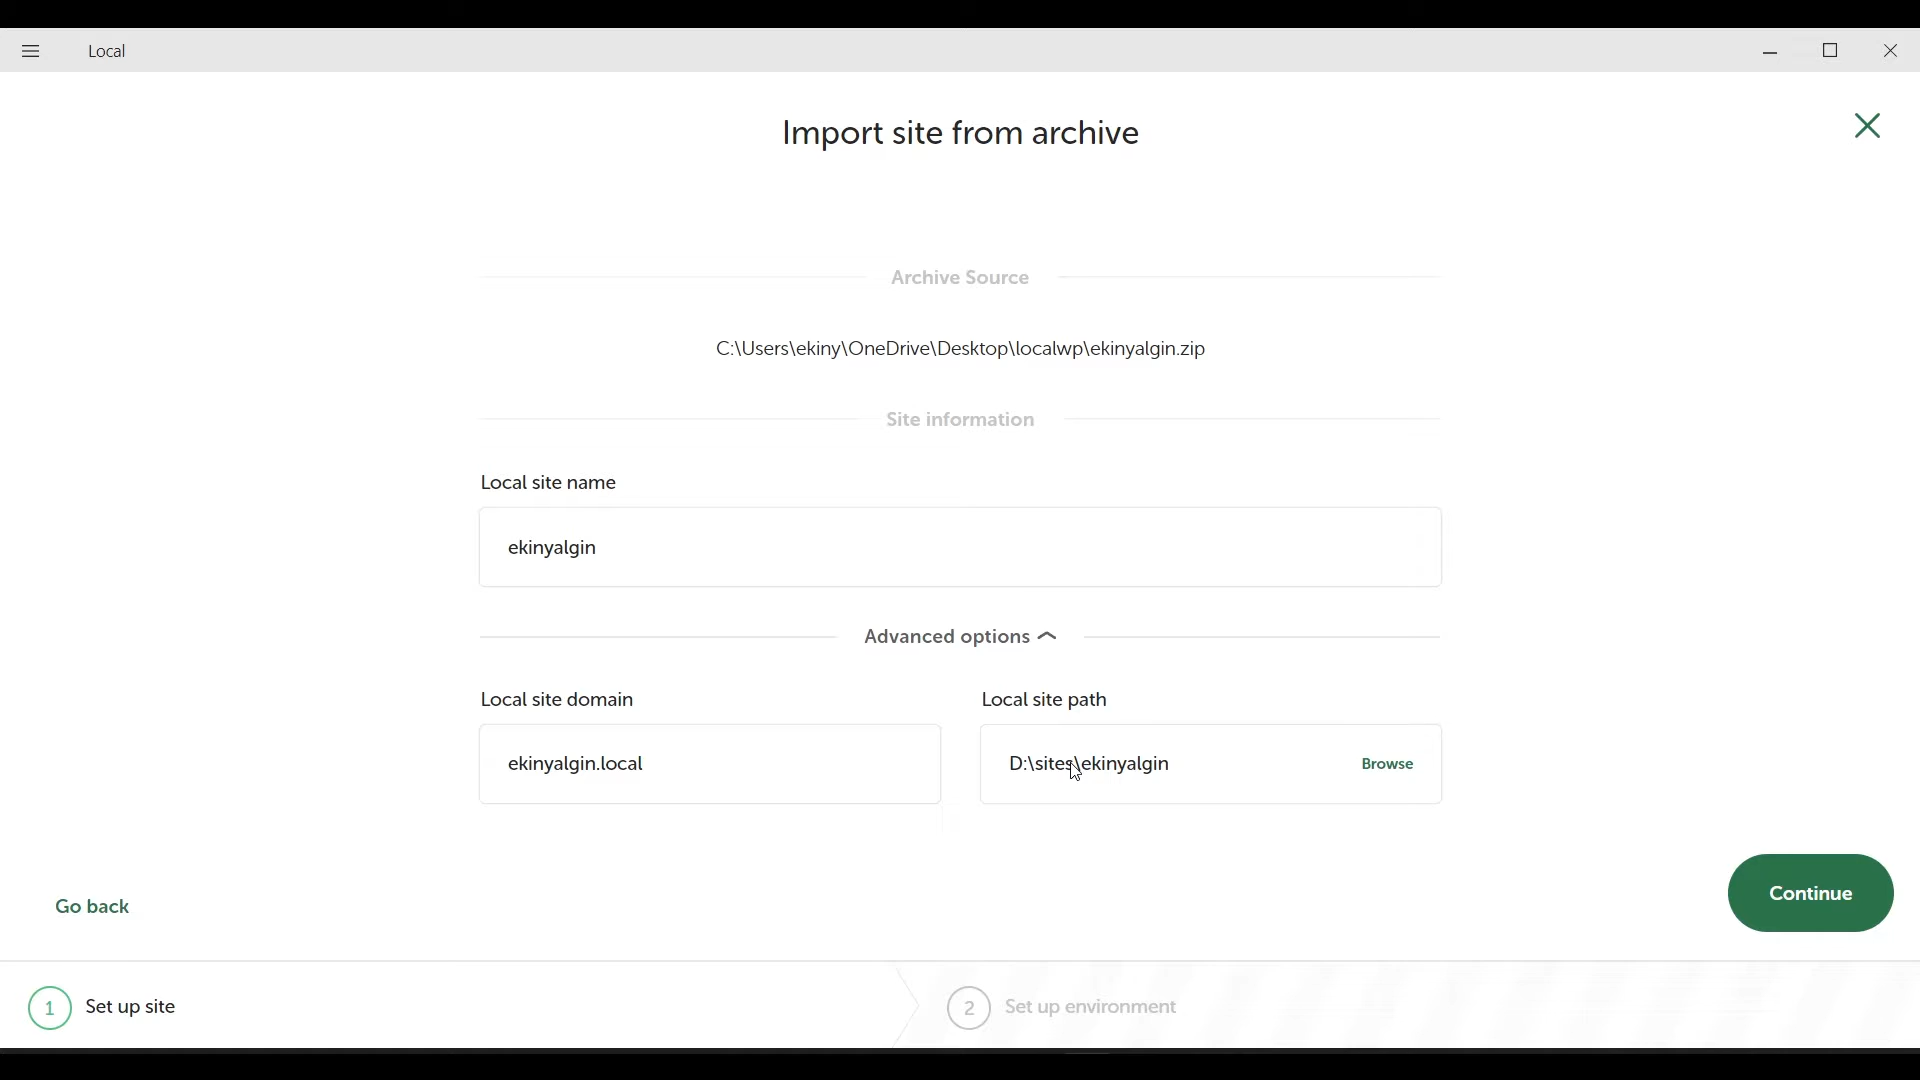 Local
Import site from archive
Archive Source
C:\Users\ekiny\OneDrive\Desktop\localwp\ekinyalgin.zip
Site information
Local site name
ekinyalgin
Advanced options
Local site domain
Local site path
ekinyalgin.local
D:\sites\ekinyalgin
Browse
Continue
Go back
1 Set up site
2 Set up environment